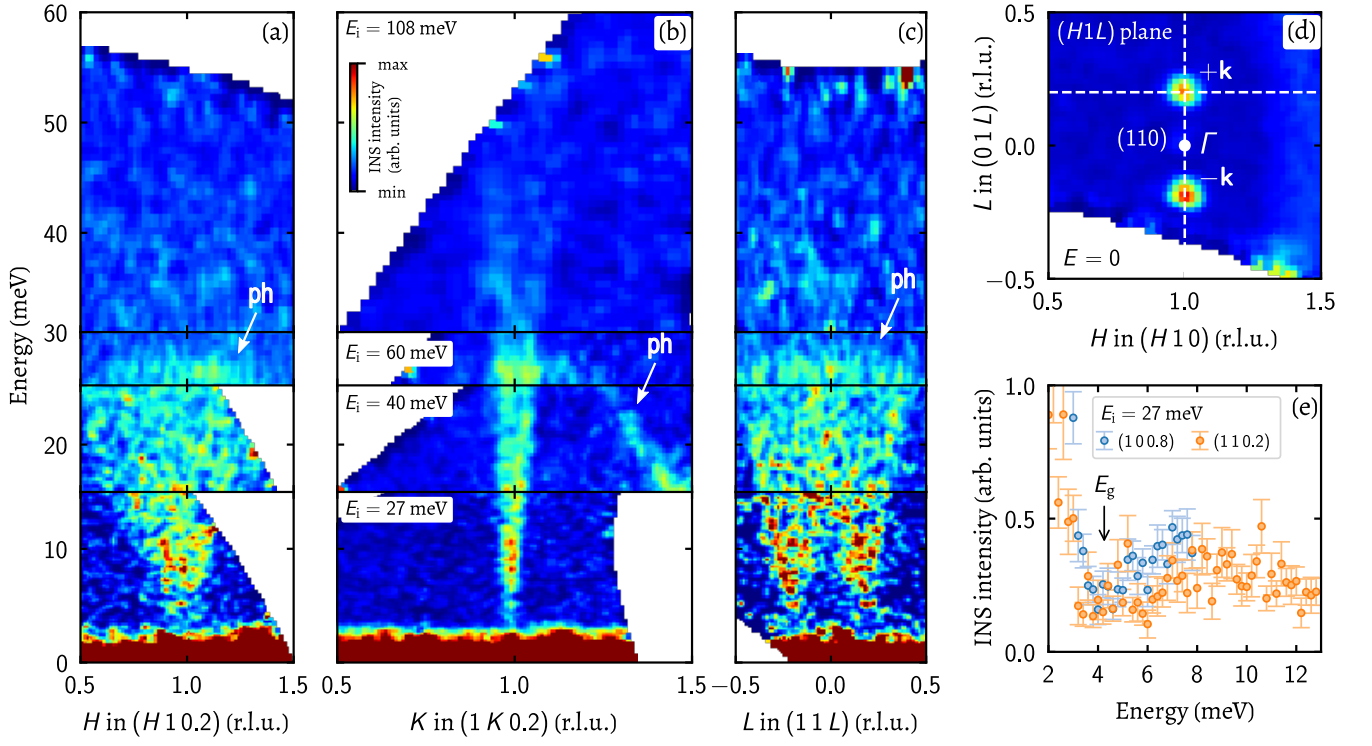 (a)
60
50
40
30
20
10
0
Energy (meV)
ph
0.5
1.0
1.5
H in (H 1 0.2) (r.l.u.)
Ei = 108 meV
(b)
max
min
INS intensity
(arb. units)
Ei = 60 meV
ph
Ei = 40 meV
Ei = 27 meV
0.5
1.0
1.5
K in (1 K 0.2) (r.l.u.)
(c)
ph
−0.5
0.0
0.5
L in (1 1 L) (r.l.u.)
(H1L) plane
(d)
0.5
0.0
−0.5
L in (0 1 L) (r.l.u.)
+k
(110)
Γ
−k
E = 0
0.5
1.0
1.5
H in (H 1 0) (r.l.u.)
(e)
1.0
0.5
0.0
INS intensity (arb. units)
Ei = 27 meV
(1 0 0.8)
(1 1 0.2)
Eg
2
4
6
8
10
12
Energy (meV)